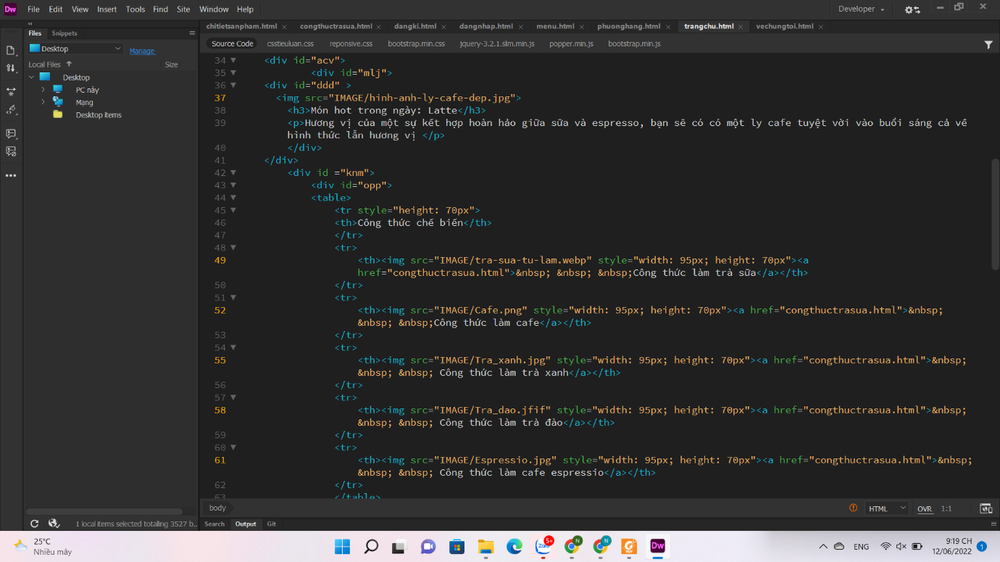 Dw File Edit View Insert Tools Find Site Window Help Developer
Files Snippets
Desktop Manage
Local Files Size
Desktop
PC này
Mạng
Desktop items
1 local items selected totaling 3527 b..
chitietsanpham.html congthuctrasua.html dangki.html dangnhap.html menu.html phuonghang.html trangchu.html vechungtoi.html
Source Code csstieuluan.css reponsive.css bootstrap.min.css jquery-3.2.1.slim.min.js popper.min.js bootstrap.min.js
34 <div id="acv">
35 <div id="mlj">
36 <div id="ddd" >
37 <img src="IMAGE/hinh-anh-ly-cafe-dep.jpg">
38 <h3>Món hot trong ngày: Latte</h3>
39 <p>Hương vị của một sự kết hợp hoàn hảo giữa sữa và espresso, bạn sẽ có có một ly cafe tuyệt vời vào buổi sáng cả về
hình thức lẫn hương vị </p>
40 </div>
41 </div>
42 <div id ="knm">
43 <div id="opp">
44 <table>
45 <tr style="height: 70px">
46 <th>Công thức chế biến</th>
47 </tr>
48 <tr>
49 <th><img src="IMAGE/tra-sua-tu-lam.webp" style="width: 95px; height: 70px"><a
href="congthuctrasua.html">&nbsp; &nbsp; &nbsp;Công thức làm trà sữa</a></th>
50 </tr>
51 <tr>
52 <th><img src="IMAGE/Cafe.png" style="width: 95px; height: 70px"><a href="congthuctrasua.html">&nbsp;
&nbsp; &nbsp;Công thức làm cafe</a></th>
53 </tr>
54 <tr>
55 <th><img src="IMAGE/Tra_xanh.jpg" style="width: 95px; height: 70px"><a href="congthuctrasua.html">&nbsp;
&nbsp; &nbsp; Công thức làm trà xanh</a></th>
56 </tr>
57 <tr>
58 <th><img src="IMAGE/Tra_dao.jfif" style="width: 95px; height: 70px"><a href="congthuctrasua.html">&nbsp;
&nbsp; &nbsp; Công thức làm trà đào</a></th>
59 </tr>
60 <tr>
61 <th><img src="IMAGE/Espressio.jpg" style="width: 95px; height: 70px"><a href="congthuctrasua.html">&nbsp;
&nbsp; &nbsp; Công thức làm cafe espressio</a></th>
62 </tr>
63 </table>
body HTML OVR 1:1
Search Output Git
25°C
Nhiều mây
Zalo 5+ N N PDF Dw
ENG
9:19 CH
12/06/2022 1